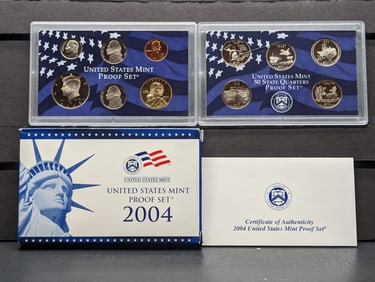 UNITED STATES MINT
PROOF SET®
UNITED STATES MINT
50 STATE QUARTERS
PROOF SET®
UNITED STATES MINT
UNITED STATES MINT
PROOF SET®
2004
Certificate of Authenticity
2004 United States Mint Proof Set®